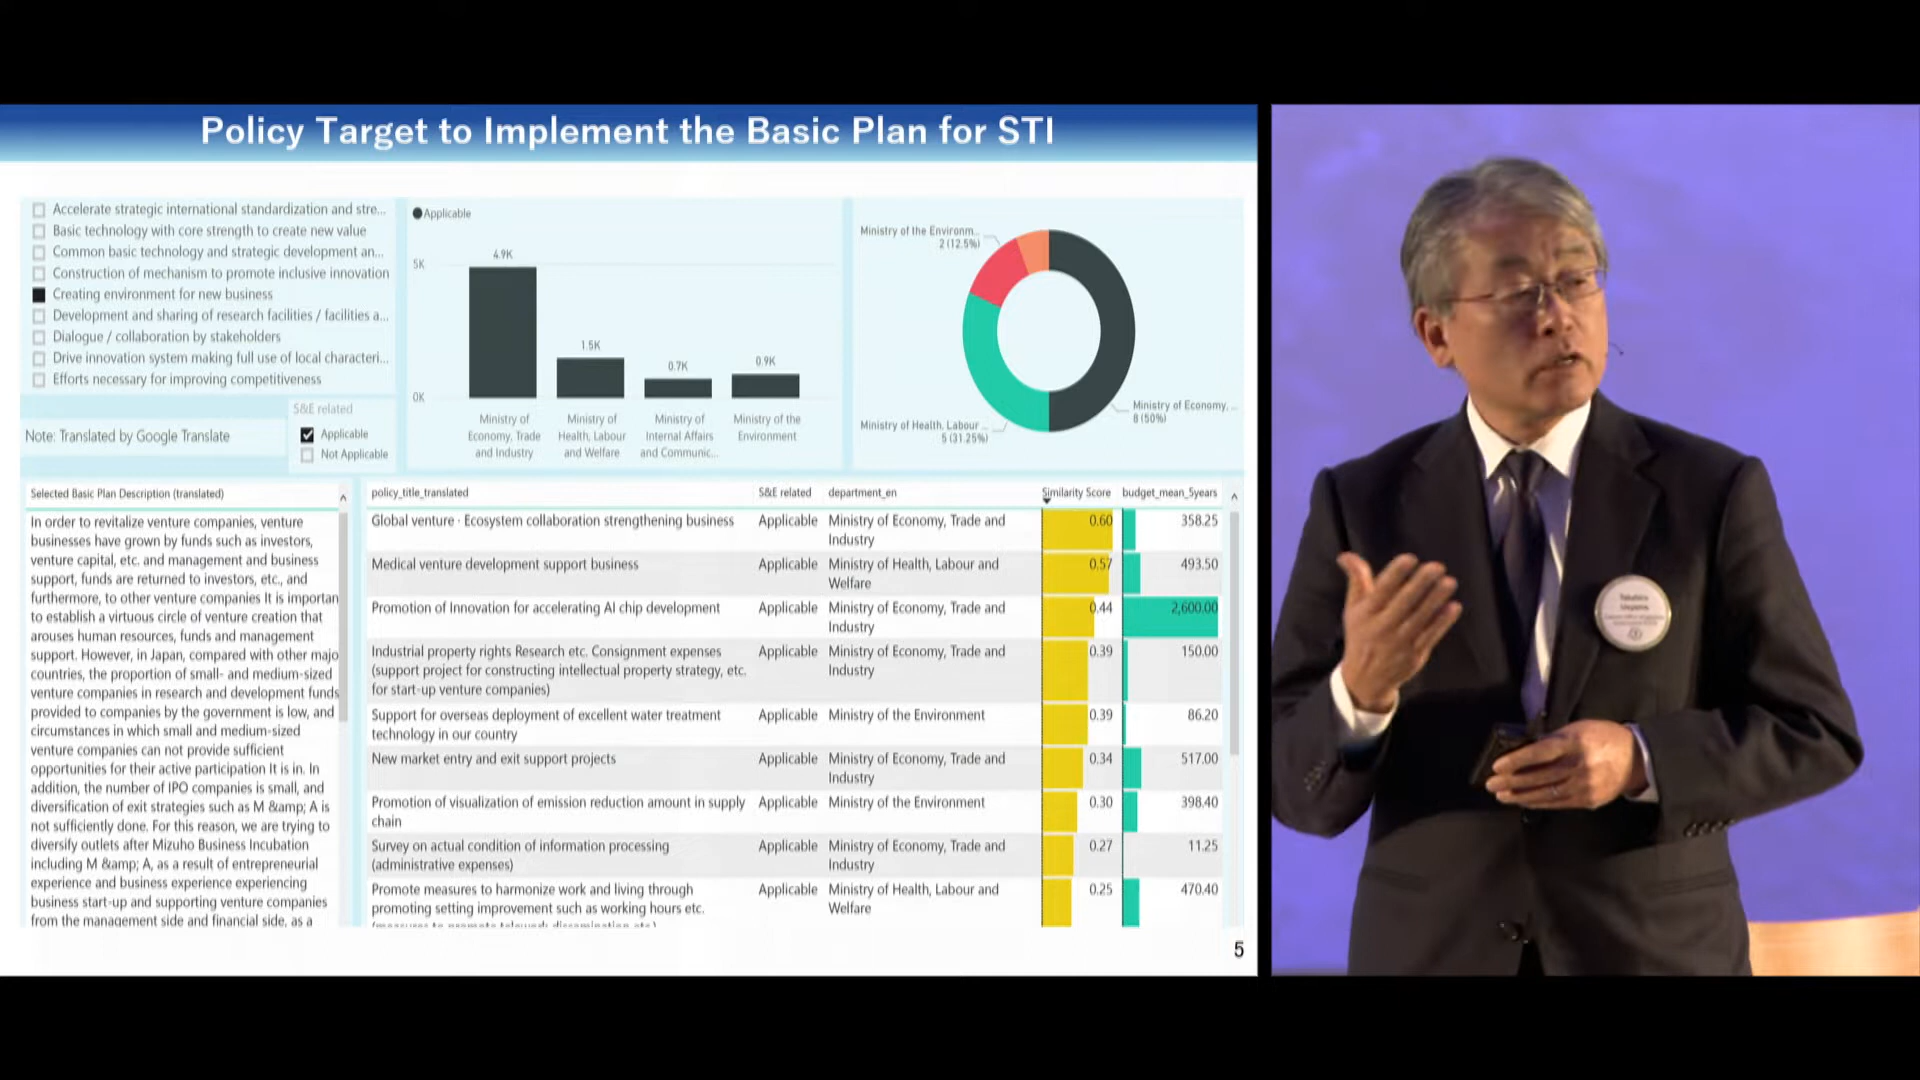 Policy Target to Implement the Basic Plan for STI
Accelerate strategic international standardization and stre...
Basic technology with core strength to create new value
Common basic technology and strategic development an...
Construction of mechanism to promote inclusive innovation
Creating environment for new business
Development and sharing of research facilities / facilities a...
Dialogue / collaboration by stakeholders
Drive innovation system making full use of local characteri...
Efforts necessary for improving competitiveness
Note: Translated by Google Translate
S&E related
Applicable
Not Applicable
Applicable
5K
0K
4.9K
1.5K
0.7K
0.9K
Ministry of
Economy, Trade
and Industry
Ministry of
Health, Labour
and Welfare
Ministry of
Internal Affairs
and Communic...
Ministry of the
Environment
Ministry of the Environm...
2 (12.5%)
Ministry of Economy, ...
8 (50%)
Ministry of Health, Labour ...
5 (31.25%)
Selected Basic Plan Description (translated)
In order to revitalize venture companies, venture
businesses have grown by funds such as investors,
venture capital, etc. and management and business
support, funds are returned to investors, etc., and
furthermore, to other venture companies It is importan
to establish a virtuous circle of venture creation that
arouses human resources, funds and management
support. However, in Japan, compared with other majo
countries, the proportion of small- and medium-sized
venture companies in research and development funds
provided to companies by the government is low, and
circumstances in which small and medium-sized
venture companies can not provide sufficient
opportunities for their active participation It is in. In
addition, the number of IPO companies is small, and
diversification of exit strategies such as M &amp; A is
not sufficiently done. For this reason, we are trying to
diversify outlets after Mizuho Business Incubation
including M &amp; A, as a result of entrepreneurial
experience and business experience experiencing
business start-up and supporting venture companies
from the management side and financial side, as a
policy_title_translated S&E related department_en Similarity Score budget_mean_5years
Global venture · Ecosystem collaboration strengthening business Applicable Ministry of Economy, Trade and 0.60 358.25
Industry
Medical venture development support business Applicable Ministry of Health, Labour and 0.57 493.50
Welfare
Promotion of Innovation for accelerating AI chip development Applicable Ministry of Economy, Trade and 0.44 2,600.00
Industry
Industrial property rights Research etc. Consignment expenses Applicable Ministry of Economy, Trade and 0.39 150.00
(support project for constructing intellectual property strategy, etc. Industry
for start-up venture companies)
Support for overseas deployment of excellent water treatment Applicable Ministry of the Environment 0.39 86.20
technology in our country
New market entry and exit support projects Applicable Ministry of Economy, Trade and 0.34 517.00
Industry
Promotion of visualization of emission reduction amount in supply Applicable Ministry of the Environment 0.30 398.40
chain
Survey on actual condition of information processing Applicable Ministry of Economy, Trade and 0.27 11.25
(administrative expenses) Industry
Promote measures to harmonize work and living through Applicable Ministry of Health, Labour and 0.25 470.40
promoting setting improvement such as working hours etc. Welfare
5